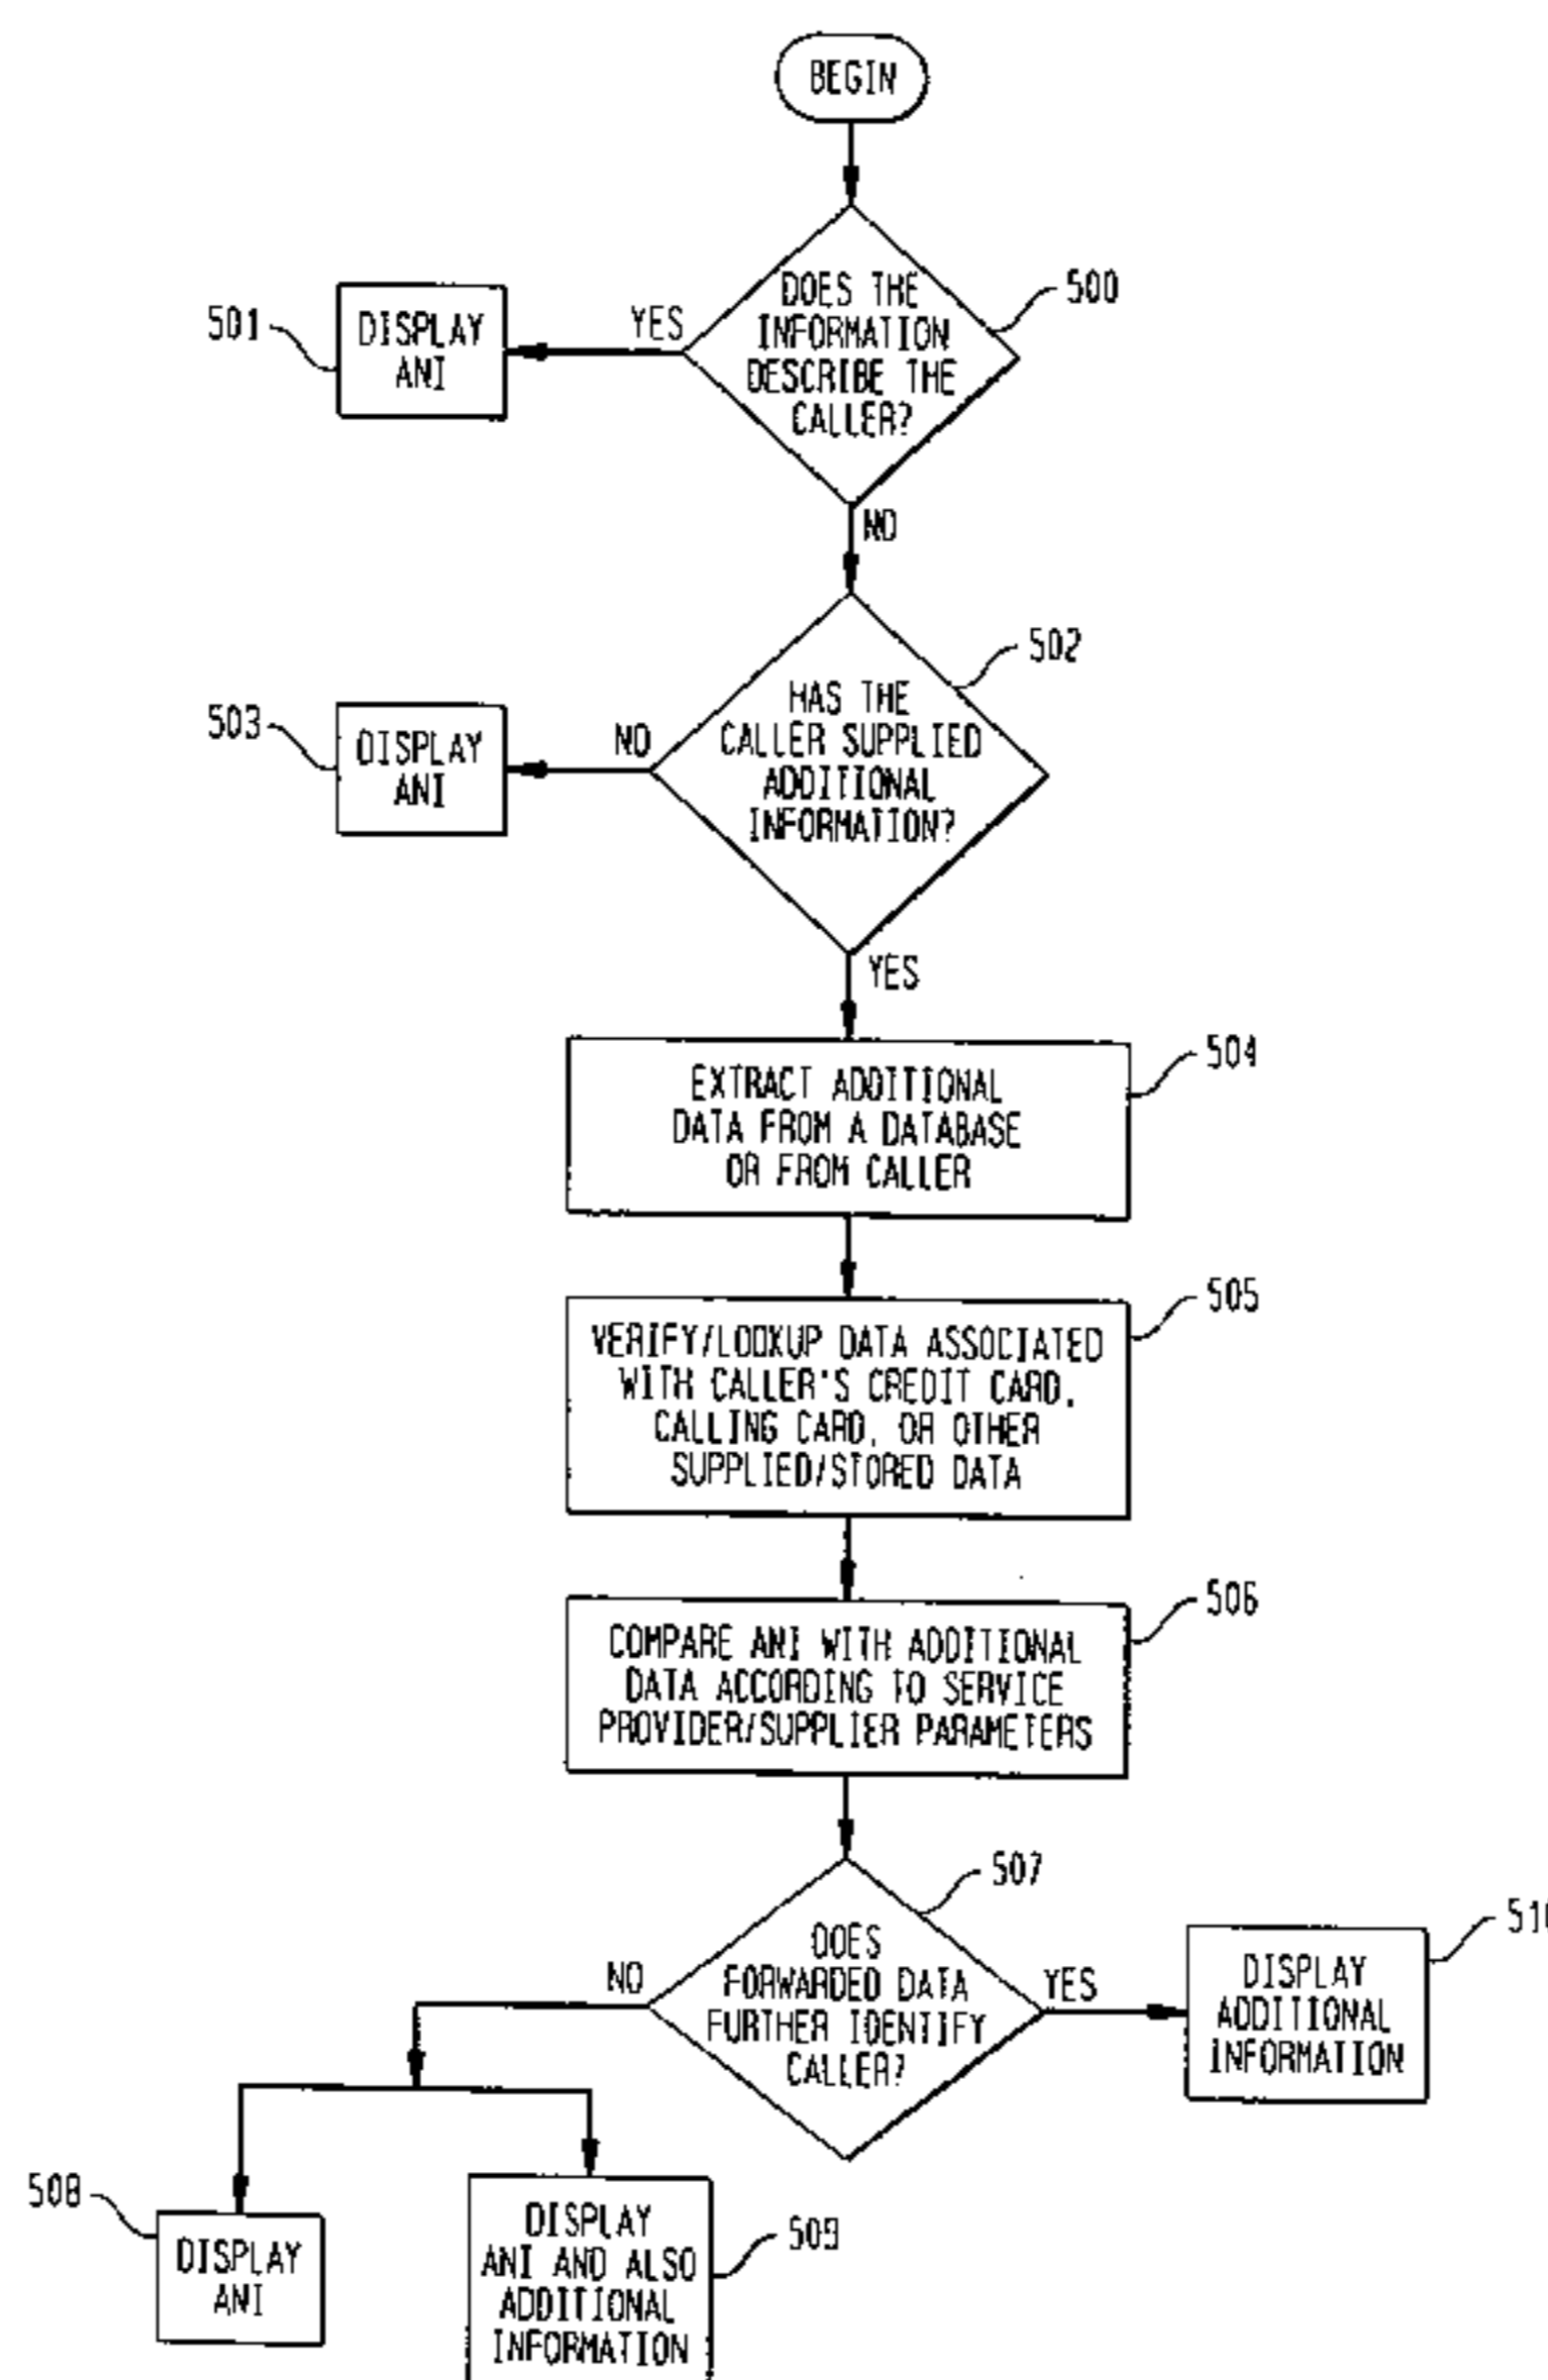 BEGIN
500
DOES THE
INFORMATION
DESCRIBE THE
CALLER?
YES
501
DISPLAY
ANI
NO
502
HAS THE
CALLER SUPPLIED
ADDITIONAL
INFORMATION?
NO
503
DISPLAY
ANI
YES
504
EXTRACT ADDITIONAL
DATA FROM A DATABASE
OR FROM CALLER
505
VERIFY/LOOKUP DATA ASSOCIATED
WITH CALLER'S CREDIT CARD,
CALLING CARD, OR OTHER
SUPPLIED/STORED DATA
506
COMPARE ANI WITH ADDITIONAL
DATA ACCORDING TO SERVICE
PROVIDER/SUPPLIER PARAMETERS
507
DOES
FORWARDED DATA
FURTHER IDENTIFY
CALLER?
NO
YES
510
DISPLAY
ADDITIONAL
INFORMATION
508
DISPLAY
ANI
509
DISPLAY
ANI AND ALSO
ADDITIONAL
INFORMATION